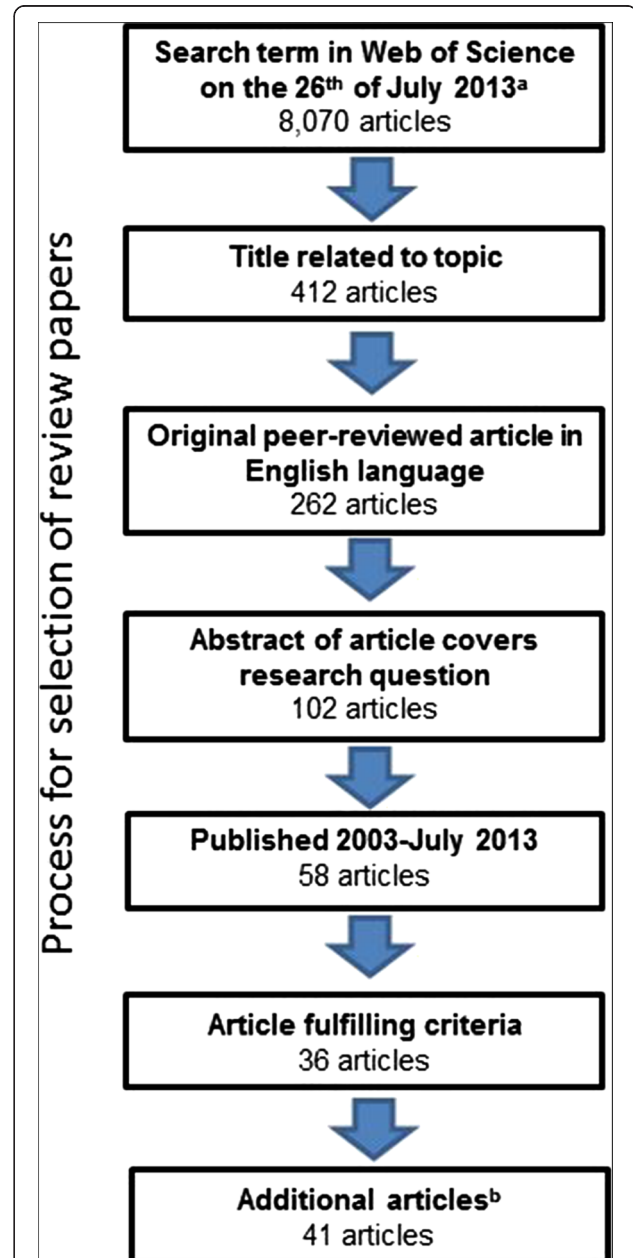 Process for selection of review papers
Search term in Web of Science
on the 26th of July 2013a
8,070 articles
Title related to topic
412 articles
Original peer-reviewed article in
English language
262 articles
Abstract of article covers
research question
102 articles
Published 2003-July 2013
58 articles
Article fulfilling criteria
36 articles
Additional articlesb
41 articles